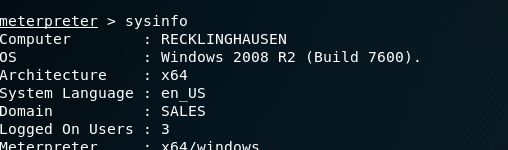 meterpreter > sysinfo
Computer        : RECKLINGHAUSEN
OS              : Windows 2008 R2 (Build 7600).
Architecture    : x64
System Language : en_US
Domain          : SALES
Logged On Users : 3
Meterpreter     : x64/windows